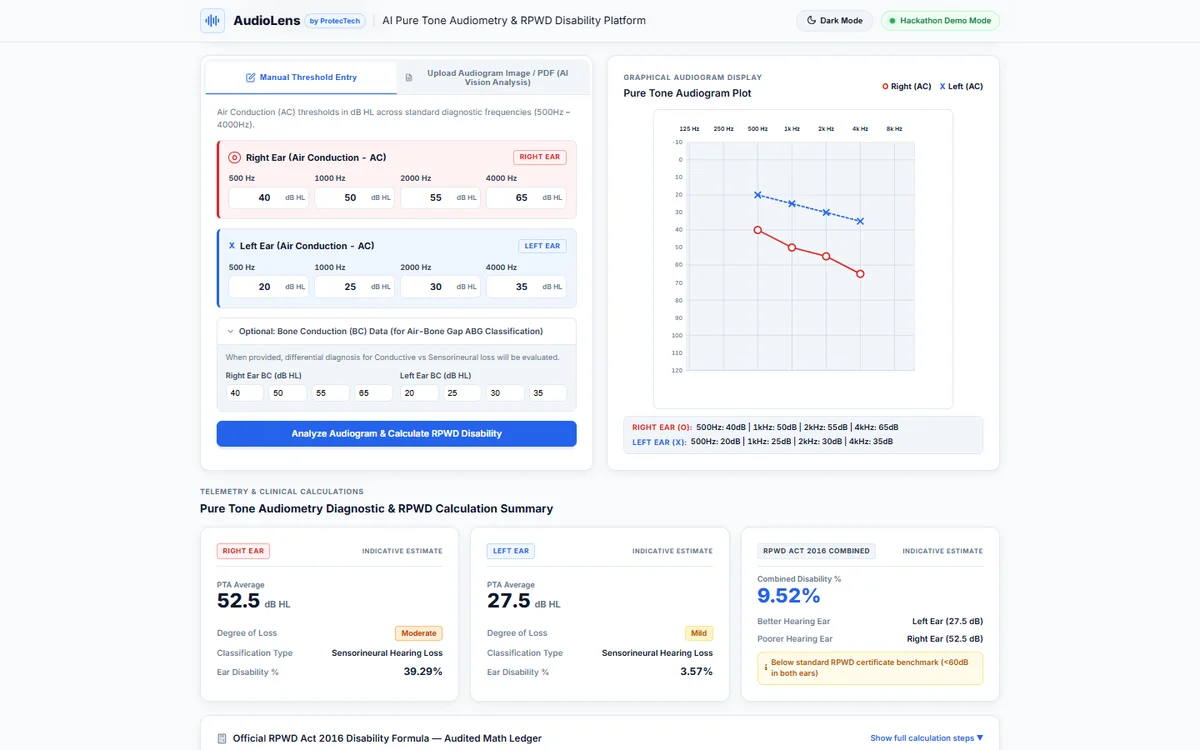 AudioLens by ProtecTech AI Pure Tone Audiometry & RPWD Disability Platform Dark Mode Hackathon Demo Mode
Manual Threshold Entry
Upload Audiogram Image / PDF (AI
Vision Analysis)
Air Conduction (AC) thresholds in dB HL across standard diagnostic frequencies (500Hz –
4000Hz).
Right Ear (Air Conduction - AC) RIGHT EAR
500 Hz 1000 Hz 2000 Hz 4000 Hz
40 dB HL 50 dB HL 55 dB HL 65 dB HL
X Left Ear (Air Conduction - AC) LEFT EAR
500 Hz 1000 Hz 2000 Hz 4000 Hz
20 dB HL 25 dB HL 30 dB HL 35 dB HL
Optional: Bone Conduction (BC) Data (for Air-Bone Gap ABG Classification)
When provided, differential diagnosis for Conductive vs Sensorineural loss will be evaluated.
Right Ear BC (dB HL) Left Ear BC (dB HL)
40 50 55 65 20 25 30 35
Analyze Audiogram & Calculate RPWD Disability
GRAPHICAL AUDIOGRAM DISPLAY
Pure Tone Audiogram Plot
O Right (AC) X Left (AC)
125 Hz 250 Hz 500 Hz 1k Hz 2k Hz 4k Hz 8k Hz
-10
0
10
20
30
40
50
60
70
80
90
100
110
120
RIGHT EAR (O): 500Hz: 40dB | 1kHz: 50dB | 2kHz: 55dB | 4kHz: 65dB
LEFT EAR (X): 500Hz: 20dB | 1kHz: 25dB | 2kHz: 30dB | 4kHz: 35dB
TELEMETRY & CLINICAL CALCULATIONS
Pure Tone Audiometry Diagnostic & RPWD Calculation Summary
RIGHT EAR INDICATIVE ESTIMATE
PTA Average
52.5 dB HL
Degree of Loss Moderate
Classification Type Sensorineural Hearing Loss
Ear Disability % 39.29%
LEFT EAR INDICATIVE ESTIMATE
PTA Average
27.5 dB HL
Degree of Loss Mild
Classification Type Sensorineural Hearing Loss
Ear Disability % 3.57%
RPWD ACT 2016 COMBINED INDICATIVE ESTIMATE
Combined Disability %
9.52%
Better Hearing Ear Left Ear (27.5 dB)
Poorer Hearing Ear Right Ear (52.5 dB)
Below standard RPWD certificate benchmark (<60dB
in both ears)
Official RPWD Act 2016 Disability Formula — Audited Math Ledger Show full calculation steps ▼